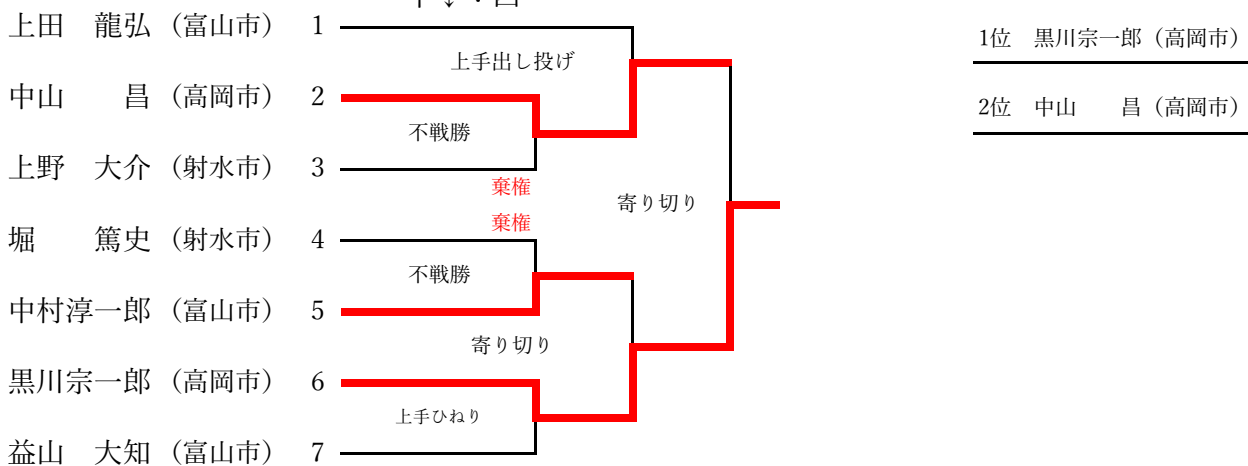 上田　龍弘（富山市）　1
上手出し投げ
中山　　昌（高岡市）　2
不戦勝
上野　大介（射水市）　3
棄権
棄権
寄り切り
堀　　篤史（射水市）　4
不戦勝
中村淳一郎（富山市）　5
寄り切り
黒川宗一郎（高岡市）　6
上手ひねり
益山　大知（富山市）　7
1位　黒川宗一郎（高岡市）
2位　中山　　昌（高岡市）